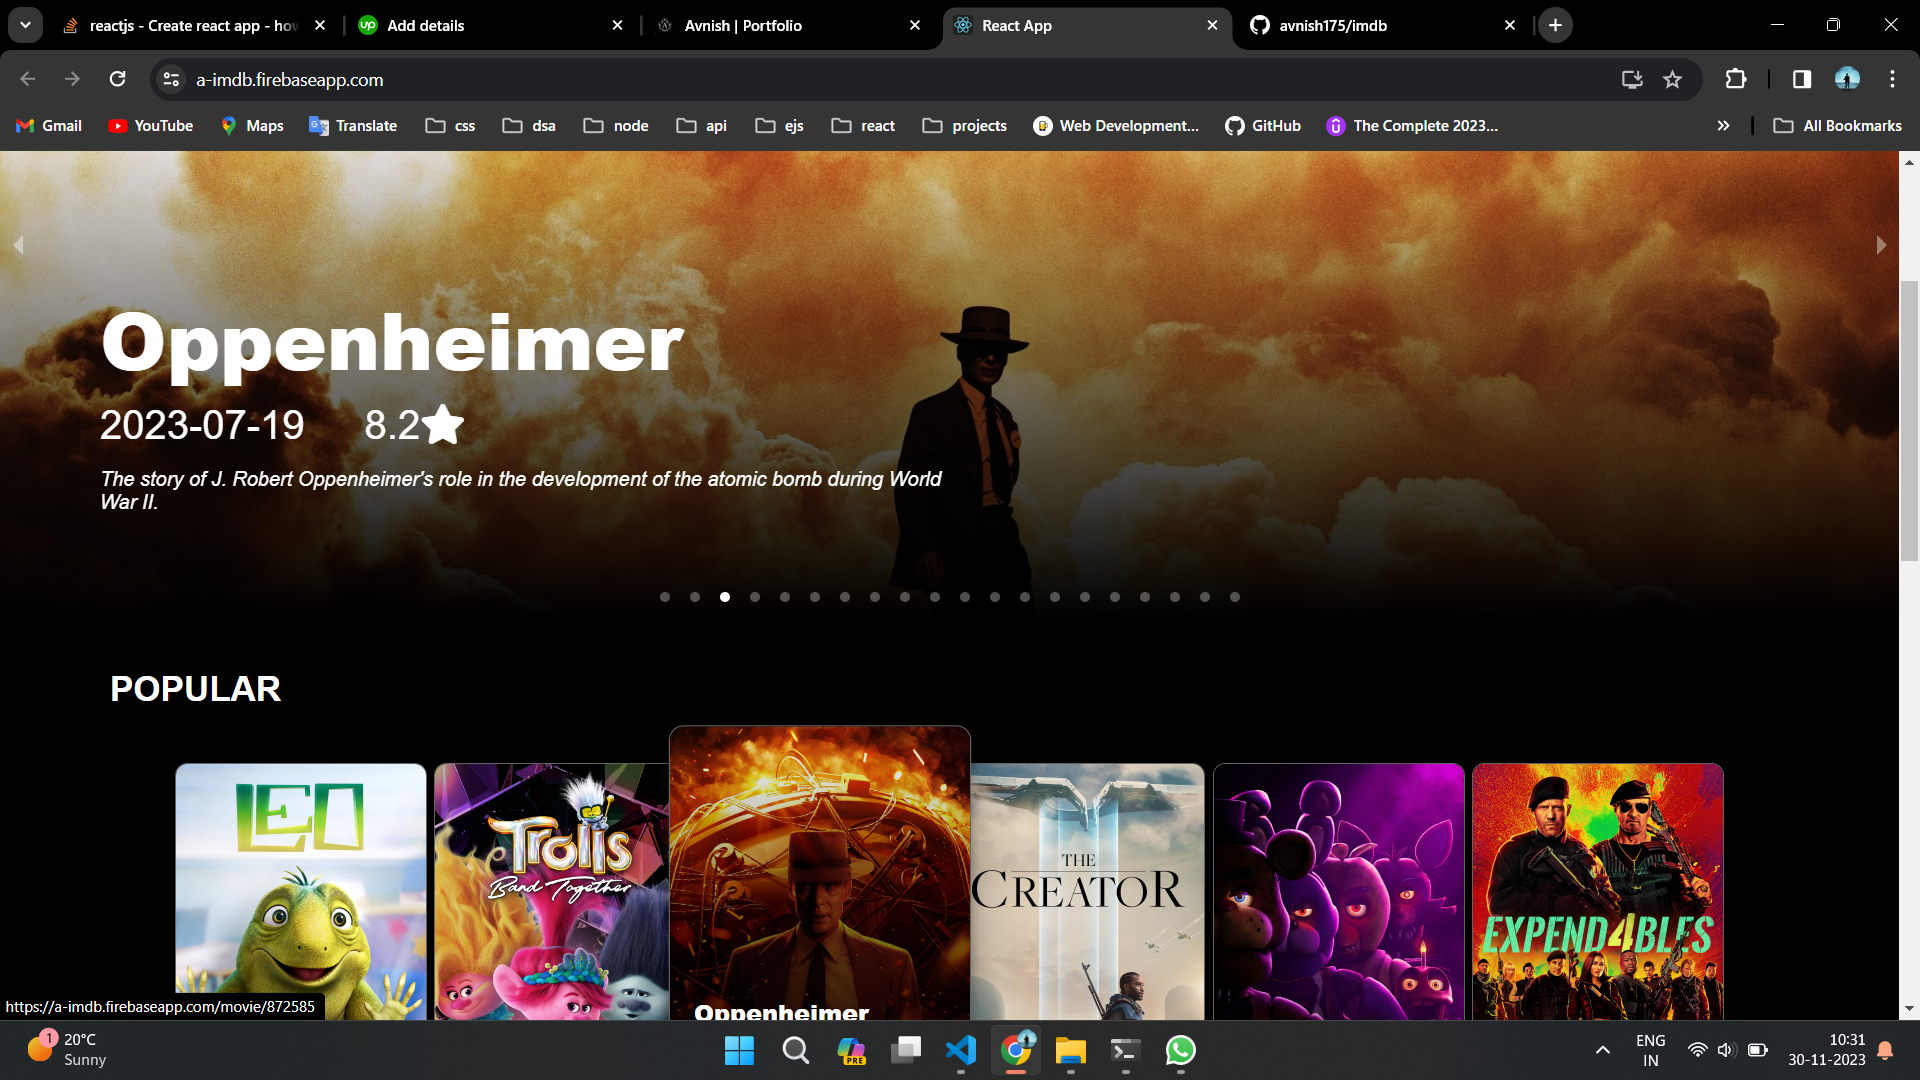 reactjs - Create react app - hov
Add details
Avnish | Portfolio
React App
avnish175/imdb
a-imdb.firebaseapp.com
Gmail
YouTube
Maps
Translate
css
dsa
node
api
ejs
react
projects
Web Development...
GitHub
The Complete 2023...
All Bookmarks
Oppenheimer
2023-07-19 8.2
The story of J. Robert Oppenheimer's role in the development of the atomic bomb during World
War II.
POPULAR
LEO
TROLLS
Band Together
Oppenheimer
THE
CREATOR
EXPEND4BLES
https://a-imdb.firebaseapp.com/movie/872585
1
20°C
Sunny
PRE
ENG
IN
10:31
30-11-2023